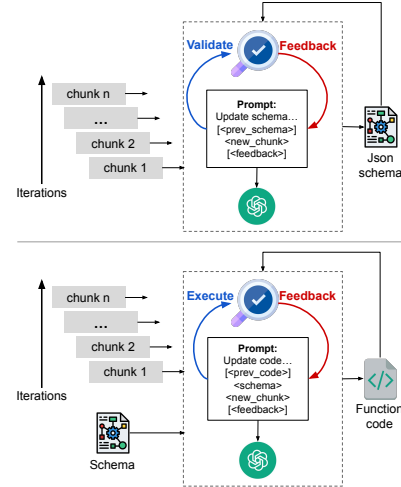 Validate
Feedback
chunk n
...
chunk 2
chunk 1
Iterations
Prompt:
Update schema...
[<prev_schema>]
<new_chunk>
[<feedback>]
Json
schema
Execute
Feedback
chunk n
...
chunk 2
chunk 1
Iterations
Prompt:
Update code...
[<prev_code>]
<schema>
<new_chunk>
[<feedback>]
Schema
</>
Function
code